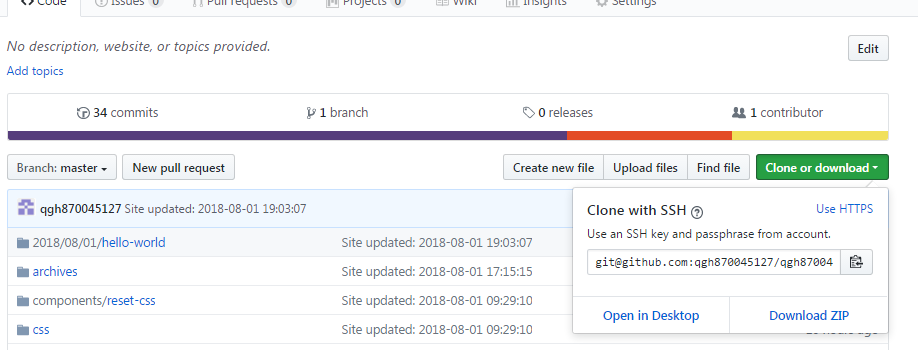 Code Issues 0 Pull requests 0 Projects 0 Wiki Insights Settings
No description, website, or topics provided.
Edit
Add topics
34 commits
1 branch
0 releases
1 contributor
Branch: master
New pull request
Create new file
Upload files
Find file
Clone or download
qgh870045127 Site updated: 2018-08-01 19:03:07
2018/08/01/hello-world
Site updated: 2018-08-01 19:03:07
archives
Site updated: 2018-08-01 17:15:15
components/reset-css
Site updated: 2018-08-01 09:29:10
css
Site updated: 2018-08-01 09:29:10
Clone with SSH
Use HTTPS
Use an SSH key and passphrase from account.
git@github.com:qgh870045127/qgh87004
Open in Desktop
Download ZIP